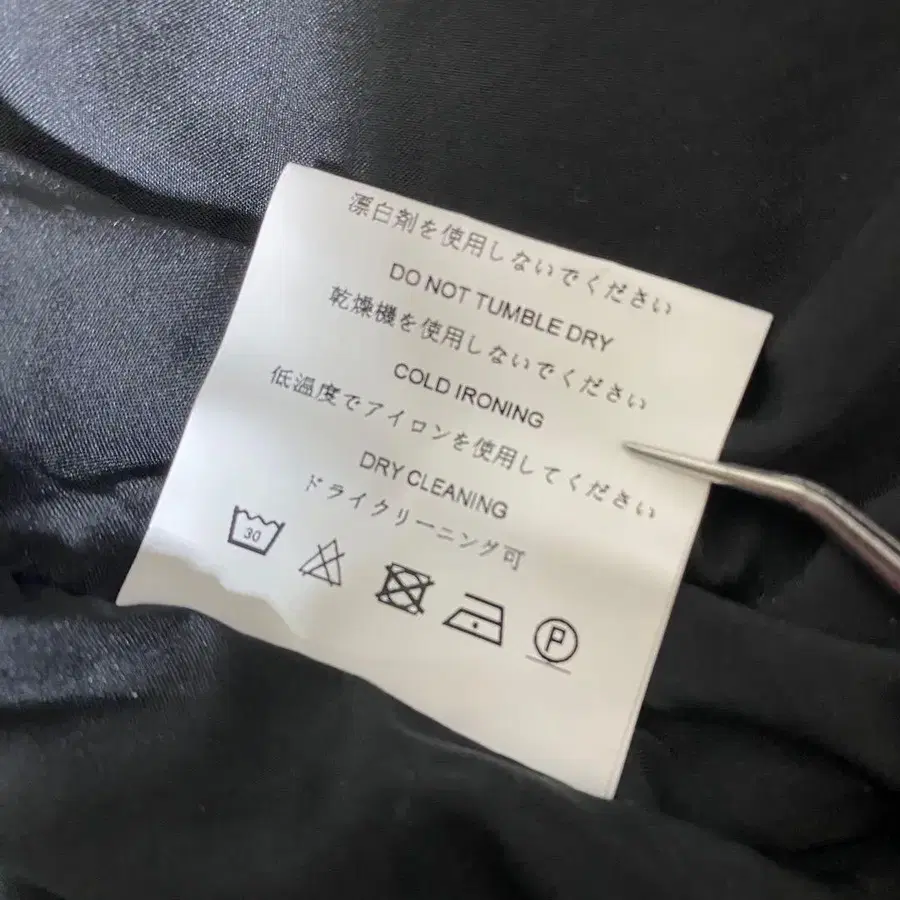 漂白剤を使用しないでください
DO NOT TUMBLE DRY
乾燥機を使用しないでください
COLD IRONING
低温度でアイロンを使用してください
DRY CLEANING
ドライクリーニング可
30
P